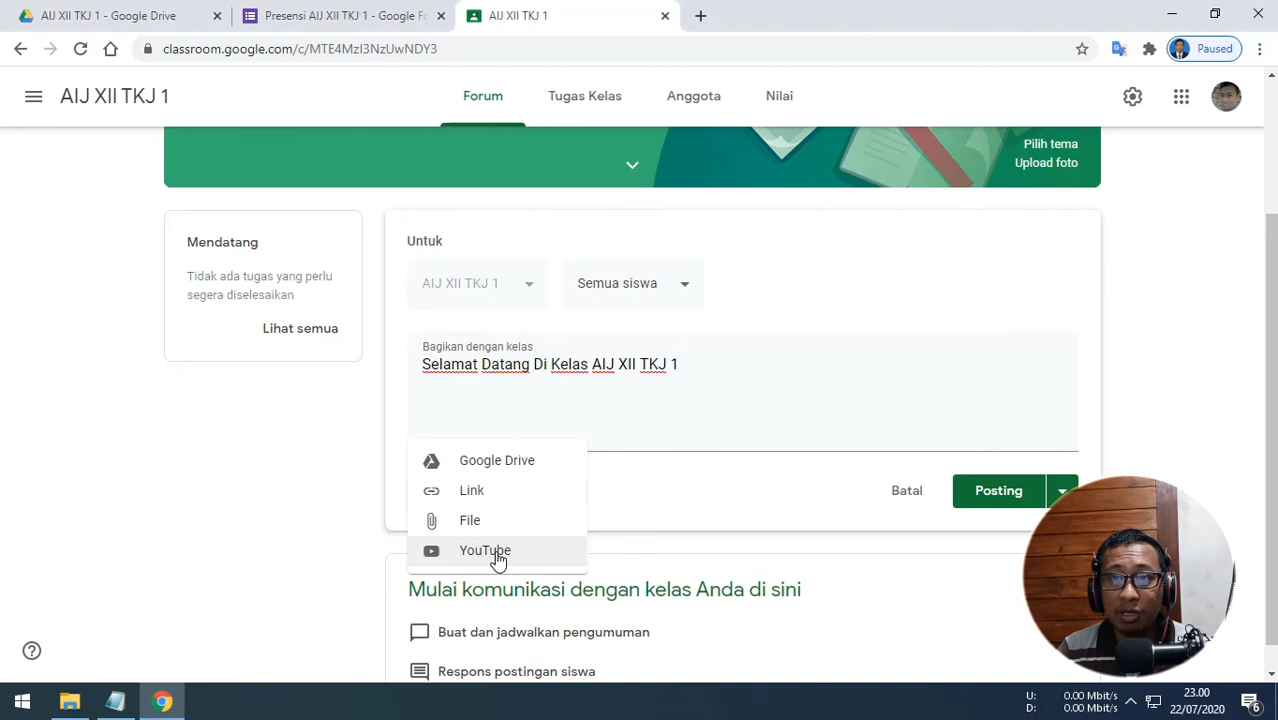 AIJ XII TKJ 1 - Google Drive
Presensi AIJ XII TKJ 1 - Google Fo
AIJ XII TKJ 1
classroom.google.com/c/MTE4MzI3NzUwNDY3
Paused
AIJ XII TKJ 1
Forum
Tugas Kelas
Anggota
Nilai
Pilih tema
Upload foto
Mendatang
Tidak ada tugas yang perlu
segera diselesaikan
Lihat semua
Untuk
AIJ XII TKJ 1
Semua siswa
Bagikan dengan kelas
Selamat Datang Di Kelas AIJ XII TKJ 1
Google Drive
Link
File
YouTube
Batal
Posting
Mulai komunikasi dengan kelas Anda di sini
Buat dan jadwalkan pengumuman
Respons postingan siswa
U: 0.00 Mbit/s
D: 0.00 Mbit/s
23.00
22/07/2020
6